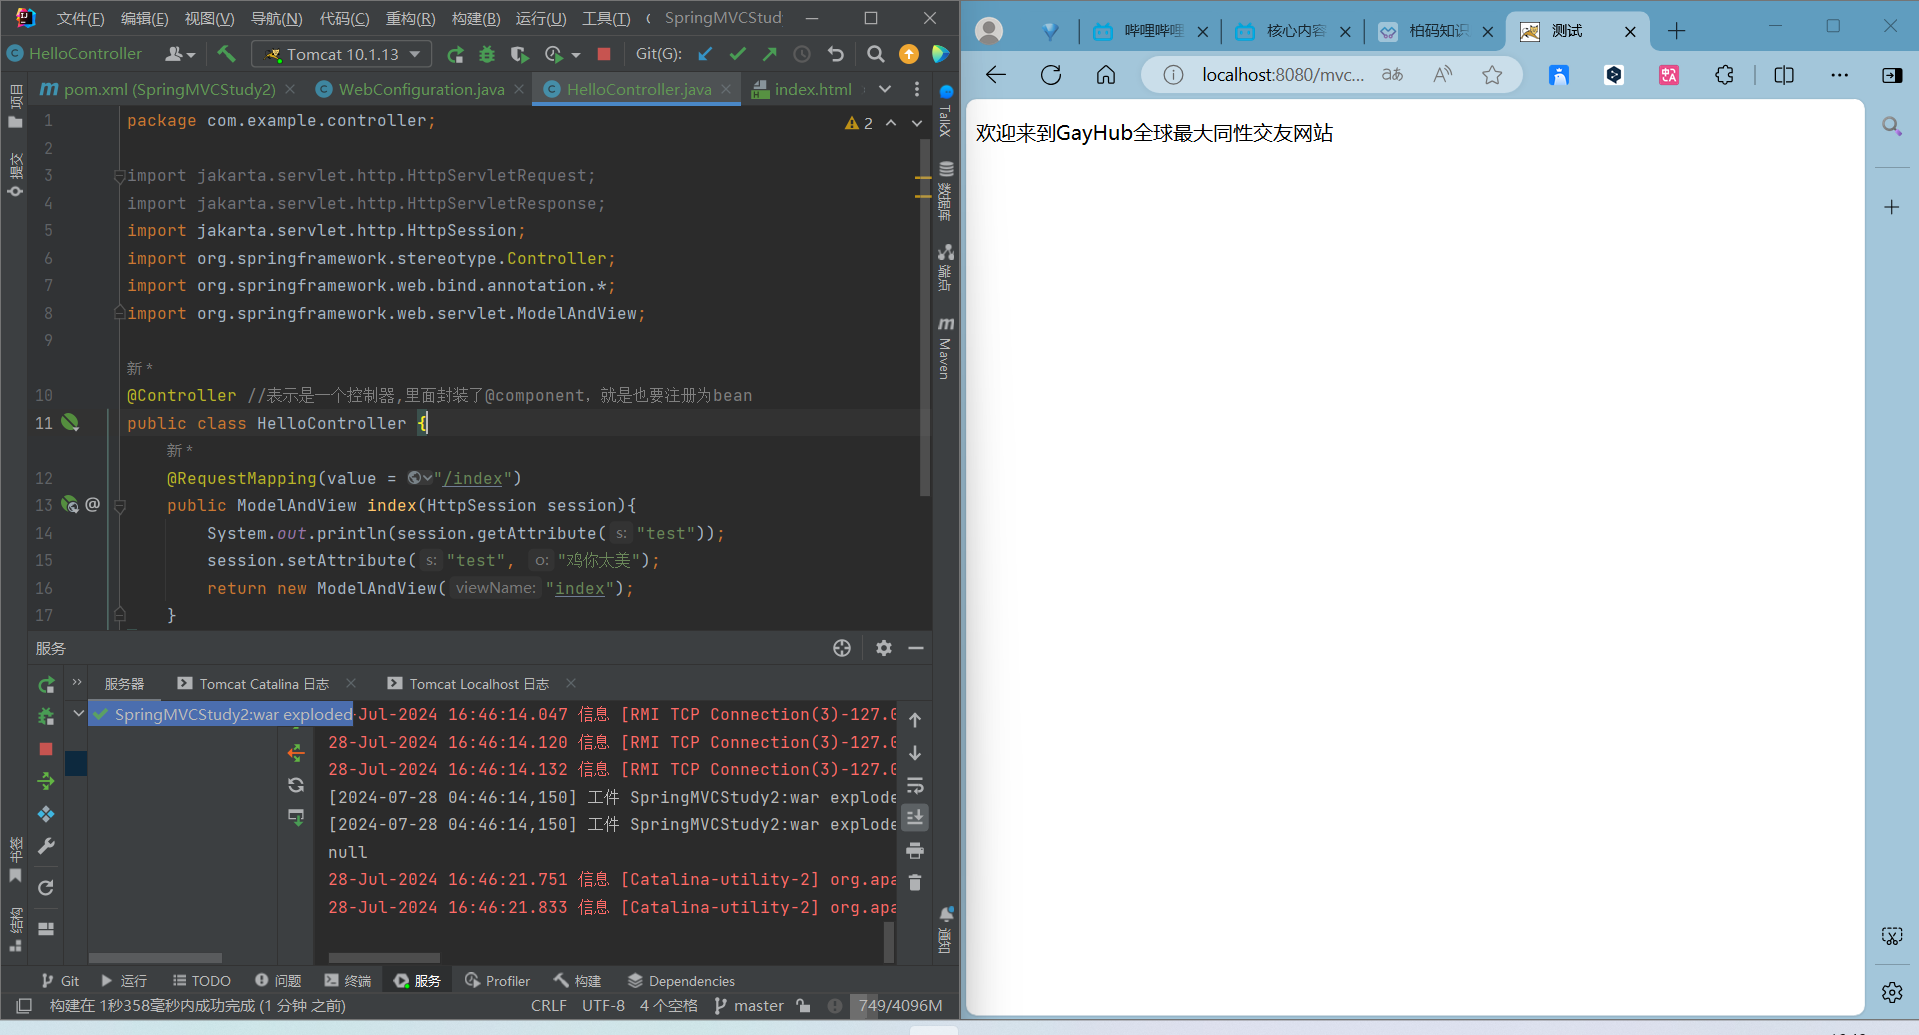 文件(F) 编辑(E) 视图(V) 导航(N) 代码(C) 重构(R) 构建(B) 运行(U) 工具(T) SpringMVCStud
HelloController Tomcat 10.1.13 Git(G):
pom.xml (SpringMVCStudy2) WebConfiguration.java HelloController.java index.html
项目
提交
书签
结构
1 package com.example.controller; 2
2
3 import jakarta.servlet.http.HttpServletRequest;
4 import jakarta.servlet.http.HttpServletResponse;
5 import jakarta.servlet.http.HttpSession;
6 import org.springframework.stereotype.Controller;
7 import org.springframework.web.bind.annotation.*;
8 import org.springframework.web.servlet.ModelAndView;
9
新 *
10 @Controller //表示是一个控制器,里面封装了@component，就是也要注册为bean
11 public class HelloController {
新 *
12 @RequestMapping(value = "/index")
13 @ public ModelAndView index(HttpSession session){
14 System.out.println(session.getAttribute( s: "test"));
15 session.setAttribute( s: "test", o: "鸡你太美");
16 return new ModelAndView( viewName: "index");
17 }
TalkX
数据库
端点
Maven
通知
服务
服务器 Tomcat Catalina 日志 Tomcat Localhost 日志
SpringMVCStudy2:war exploded
-Jul-2024 16:46:14.047 信息 [RMI TCP Connection(3)-127.0
28-Jul-2024 16:46:14.120 信息 [RMI TCP Connection(3)-127.0
28-Jul-2024 16:46:14.132 信息 [RMI TCP Connection(3)-127.0
[2024-07-28 04:46:14,150] 工件 SpringMVCStudy2:war explode
[2024-07-28 04:46:14,150] 工件 SpringMVCStudy2:war explode
null
28-Jul-2024 16:46:21.751 信息 [Catalina-utility-2] org.apa
28-Jul-2024 16:46:21.833 信息 [Catalina-utility-2] org.apa
Git 运行 TODO 问题 终端 服务 Profiler 构建 Dependencies
构建在 1秒358毫秒内成功完成 (1 分钟 之前) CRLF UTF-8 4 个空格 master 749/4096M
哔哩哔哩 核心内容 柏码知识 测试
localhost:8080/mvc...
欢迎来到GayHub全球最大同性交友网站